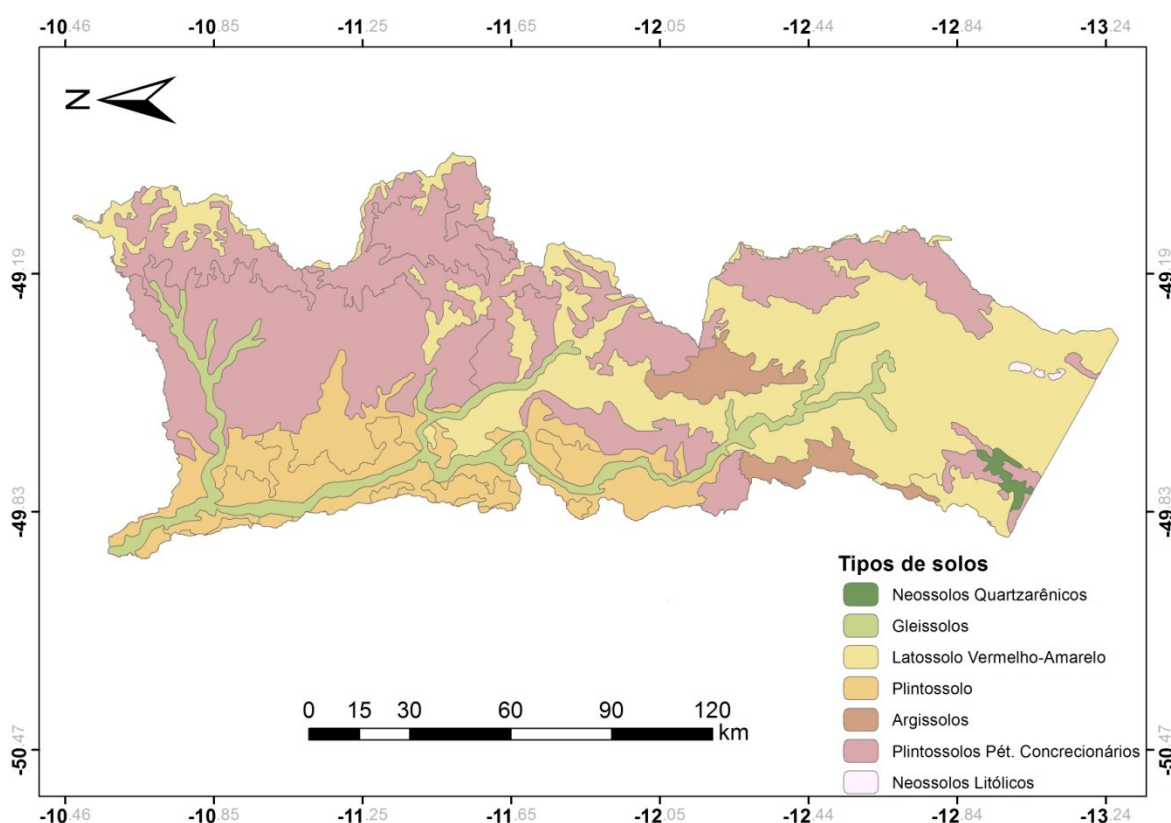 -10.46 -10.85 -11.25 -11.65 -12.05 -12.44 -12.84 -13.24
N
-49.19 -49.19
-49.83 -49.83
Tipos de solos
Neossolos Quartzarênicos
Gleissolos
Latossolo Vermelho-Amarelo
Plintossolo
Argissolos
Plintossolos Pét. Concrecionários
Neossolos Litólicos
0 15 30 60 90 120
km
-50.47 -50.47
-10.46 -10.85 -11.25 -11.65 -12.05 -12.44 -12.84 -13.24